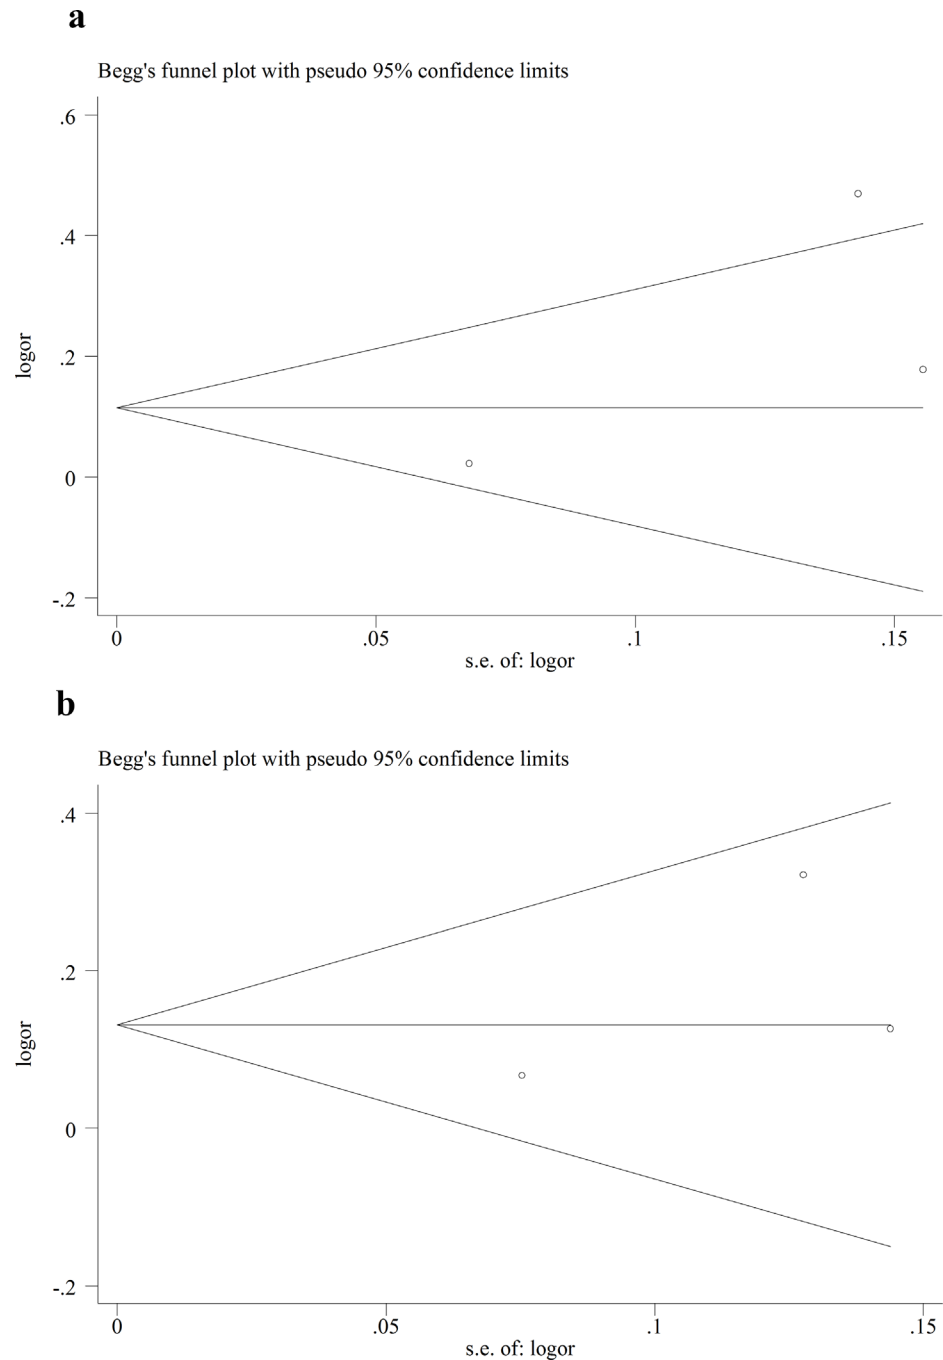 a
Begg's funnel plot with pseudo 95% confidence limits
.6
.4
.2
0
-.2
logor
0 .05 .1 .15
s.e. of: logor
b
Begg's funnel plot with pseudo 95% confidence limits
.4
.2
0
-.2
logor
0 .05 .1 .15
s.e. of: logor